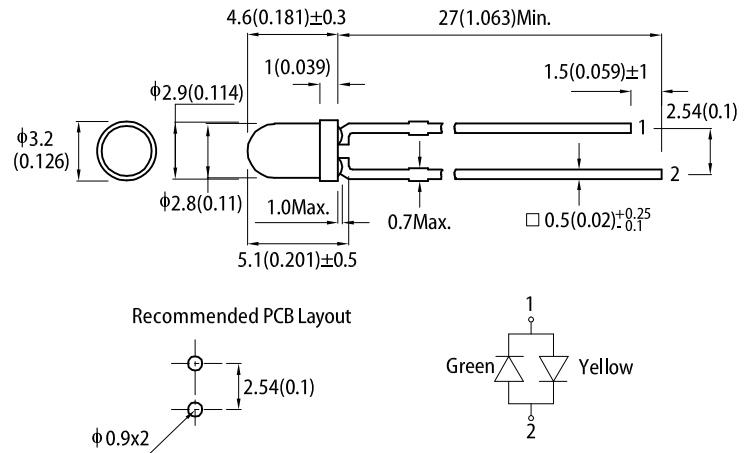 4.6(0.181)±0.3
27(1.063)Min.
1(0.039)
1.5(0.059)±1
ϕ2.9(0.114)
2.54(0.1)
ϕ3.2
(0.126)
1
2
ϕ2.8(0.11)
1.0Max.
0.7Max.
□ 0.5(0.02)+0.25
-0.1
5.1(0.201)±0.5
Recommended PCB Layout
2.54(0.1)
ϕ0.9x2
1
Green
Yellow
2